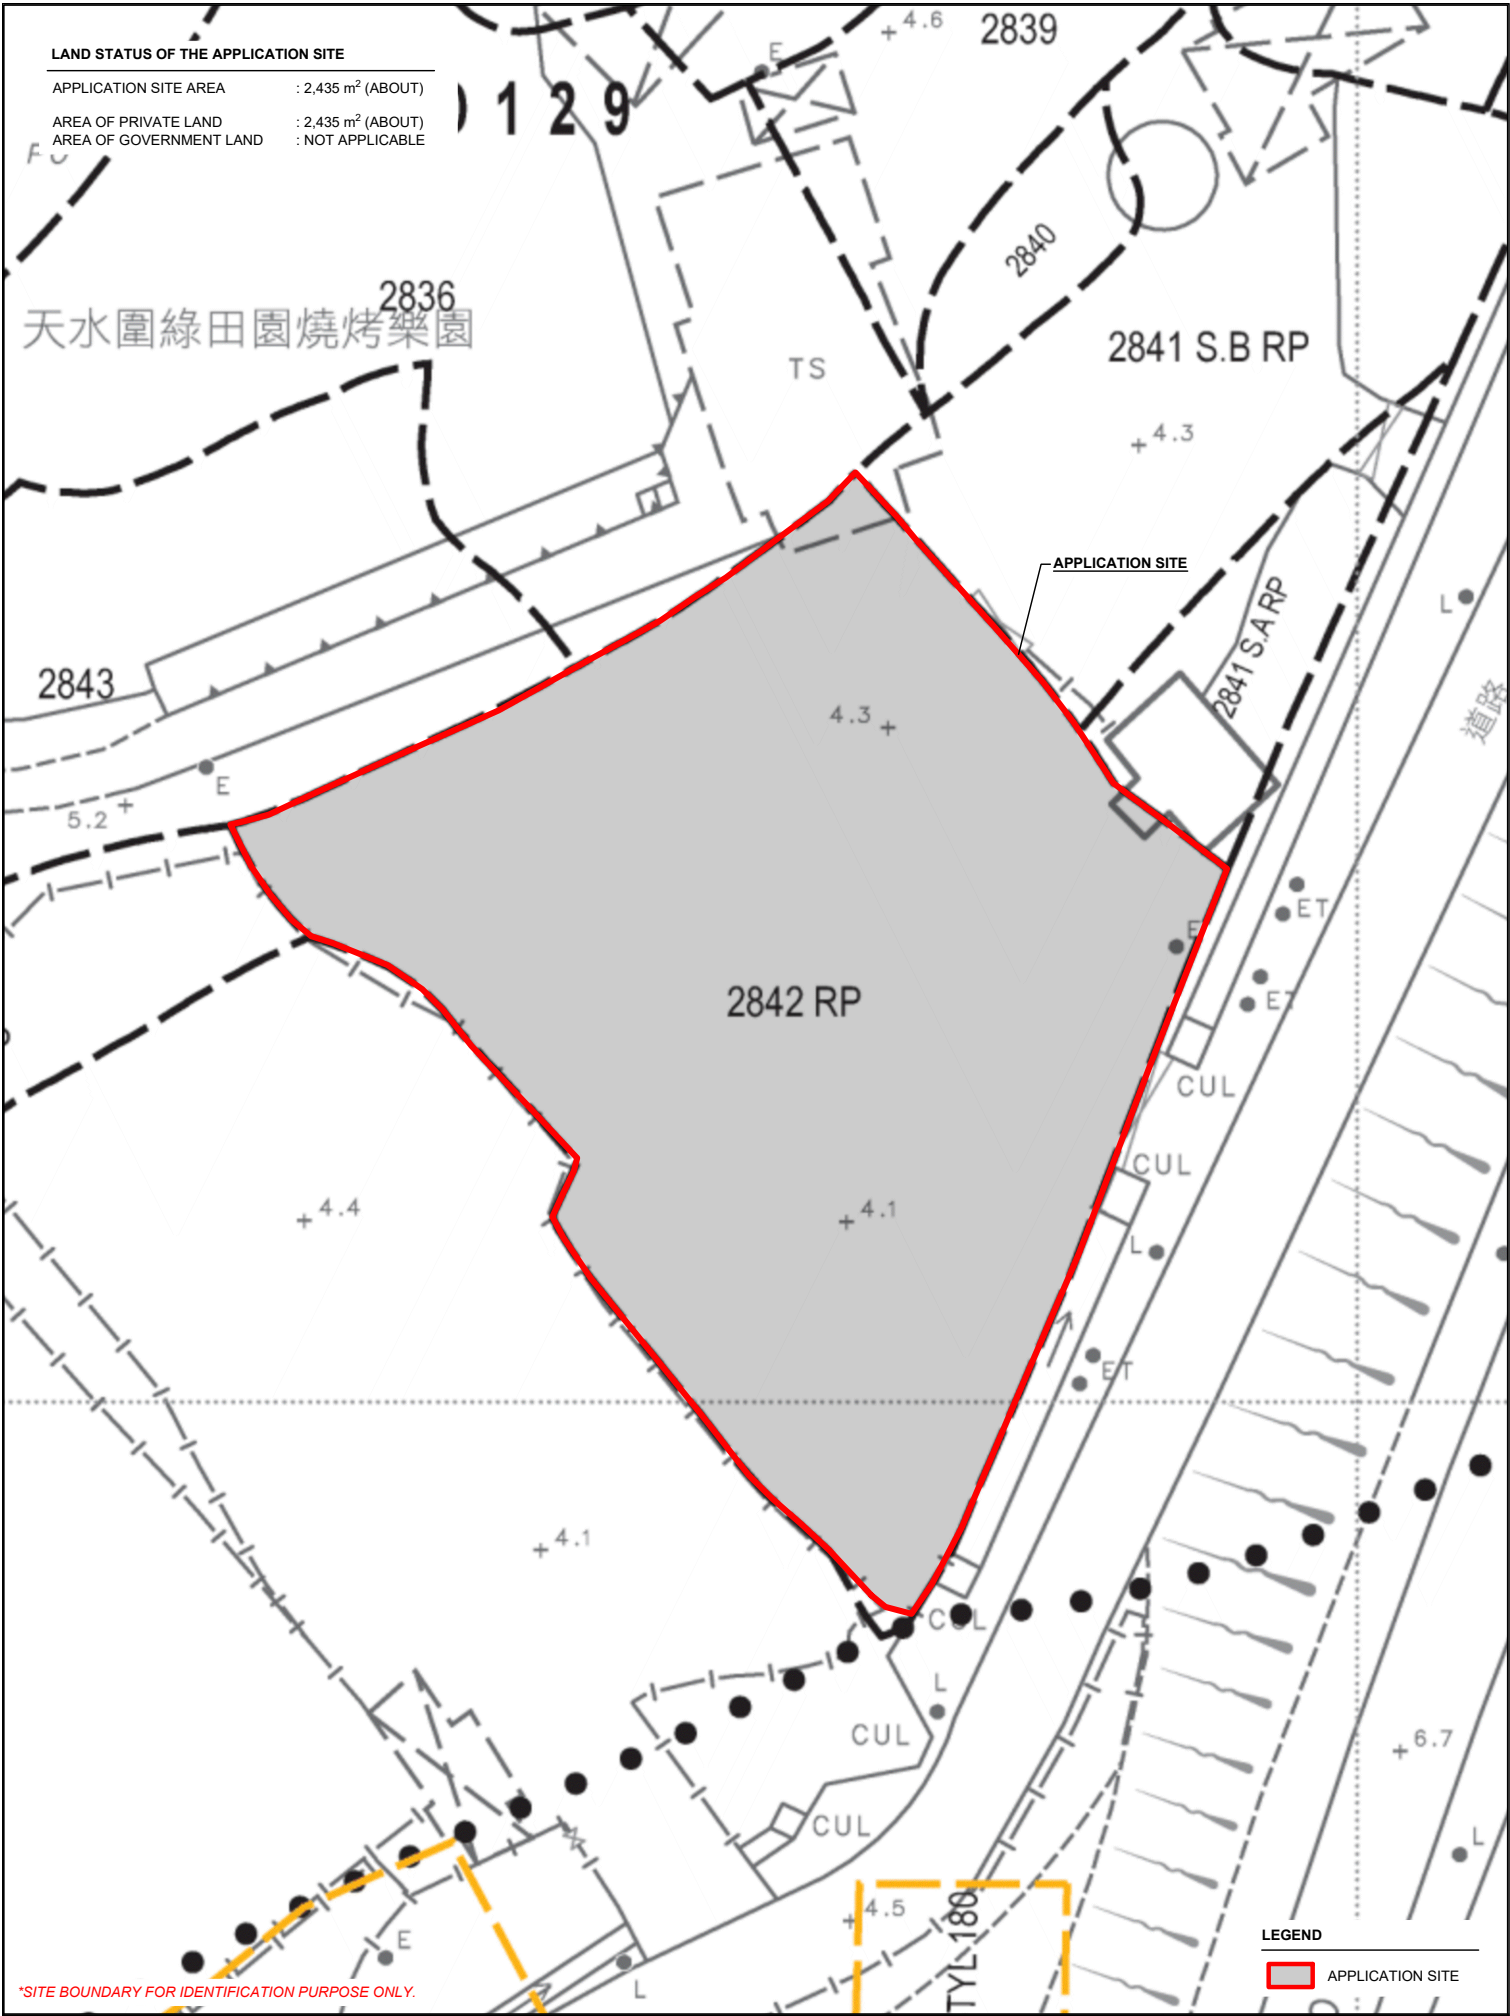 LAND STATUS OF THE APPLICATION SITE
APPLICATION SITE AREA : 2,435 m² (ABOUT)
AREA OF PRIVATE LAND : 2,435 m² (ABOUT)
AREA OF GOVERNMENT LAND : NOT APPLICABLE
129
4.6
2839
E
2840
2836
天水圍綠田園燒烤樂園
TS
2841 S.B RP
4.3
APPLICATION SITE
L
2841 S.A RP
2843
道路
4.3
E
5.2
ET
E
2842 RP
ET
CUL
CUL
4.4
4.1
L
ET
4.1
CUL
L
CUL
6.7
CUL
L
4.5
TYL 180
E
L
LEGEND
APPLICATION SITE
*SITE BOUNDARY FOR IDENTIFICATION PURPOSE ONLY.